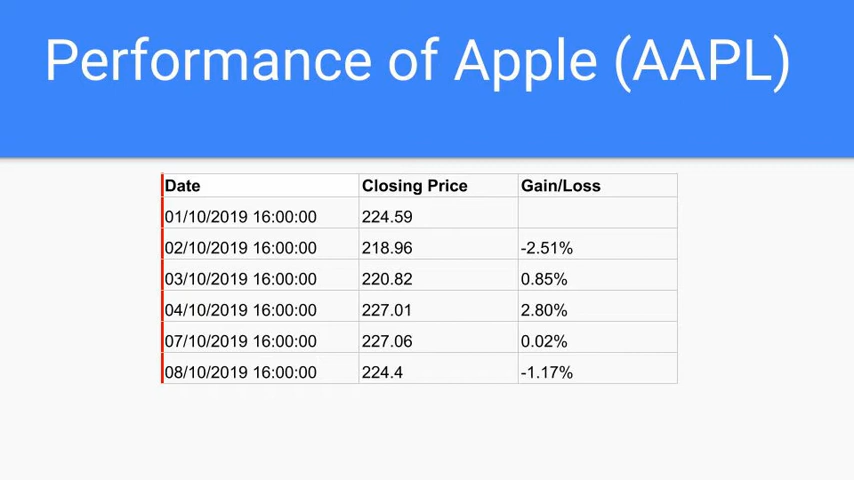 Performance of Apple (AAPL)
Date Closing Price Gain/Loss
01/10/2019 16:00:00 224.59
02/10/2019 16:00:00 218.96 -2.51%
03/10/2019 16:00:00 220.82 0.85%
04/10/2019 16:00:00 227.01 2.80%
07/10/2019 16:00:00 227.06 0.02%
08/10/2019 16:00:00 224.4 -1.17%